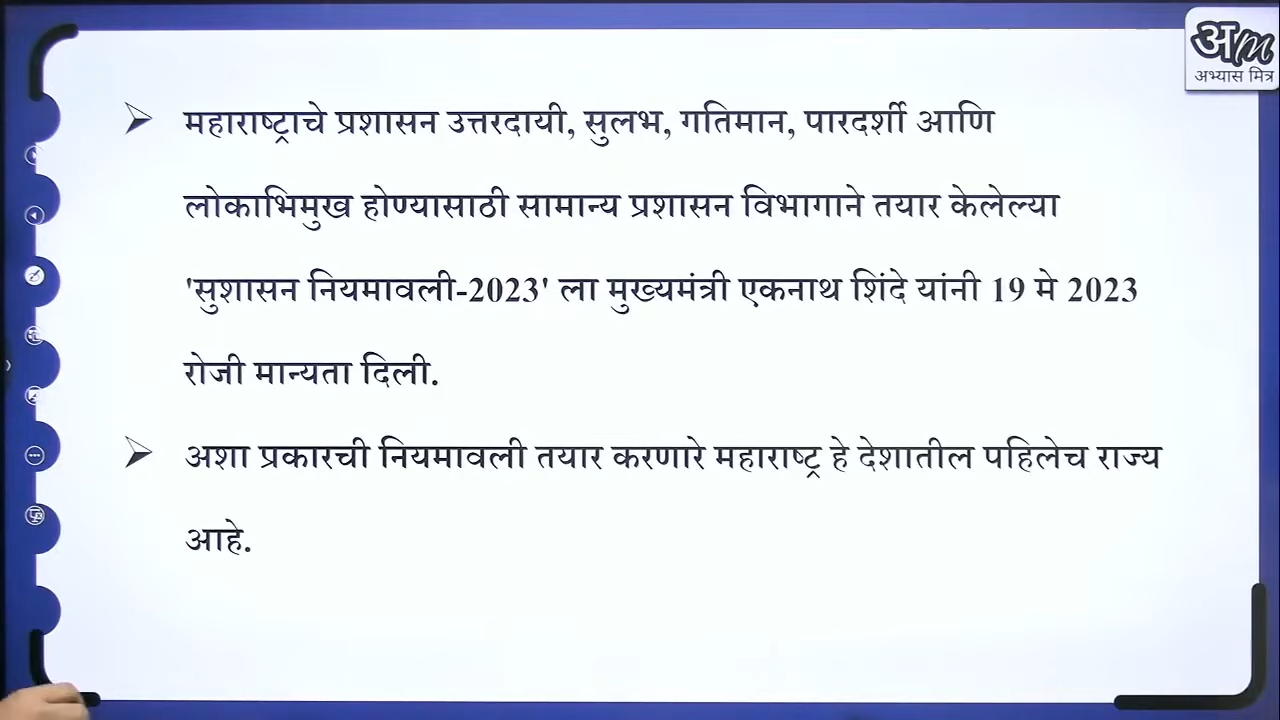 अm
अभ्यास मित्र
महाराष्ट्राचे प्रशासन उत्तरदायी, सुलभ, गतिमान, पारदर्शी आणि
लोकाभिमुख होण्यासाठी सामान्य प्रशासन विभागाने तयार केलेल्या
'सुशासन नियमावली-2023' ला मुख्यमंत्री एकनाथ शिंदे यांनी 19 मे 2023
रोजी मान्यता दिली.
अशा प्रकारची नियमावली तयार करणारे महाराष्ट्र हे देशातील पहिलेच राज्य
आहे.